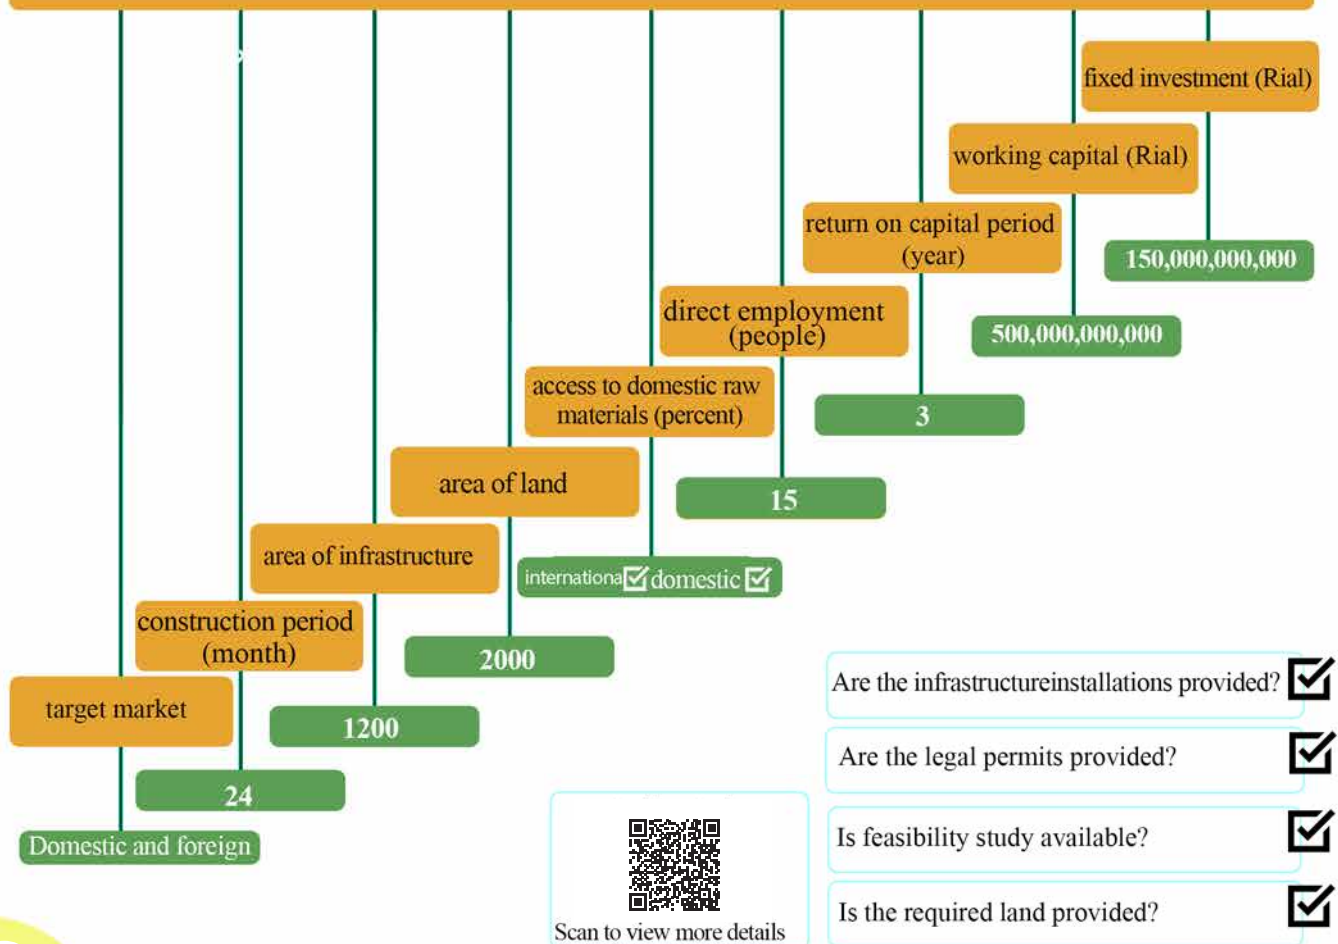 fixed investment (Rial)
150,000,000,000
working capital (Rial)
500,000,000,000
return on capital period
(year)
3
direct employment
(people)
15
access to domestic raw
materials (percent)
internationa domestic
area of land
2000
area of infrastructure
1200
construction period
(month)
24
target market
Domestic and foreign
Are the infrastructureinstallations provided?
Are the legal permits provided?
Is feasibility study available?
Is the required land provided?
Scan to view more details